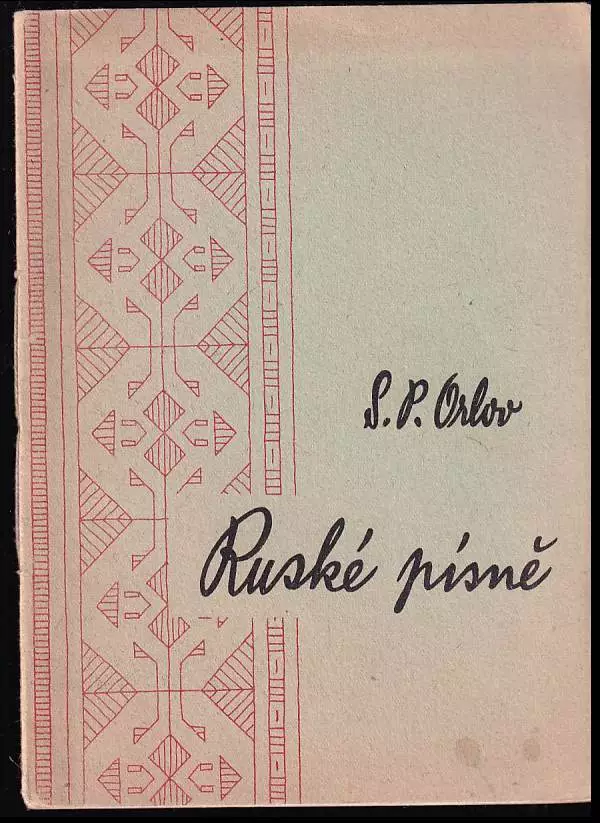 S. P. Orlov
Ruské písně